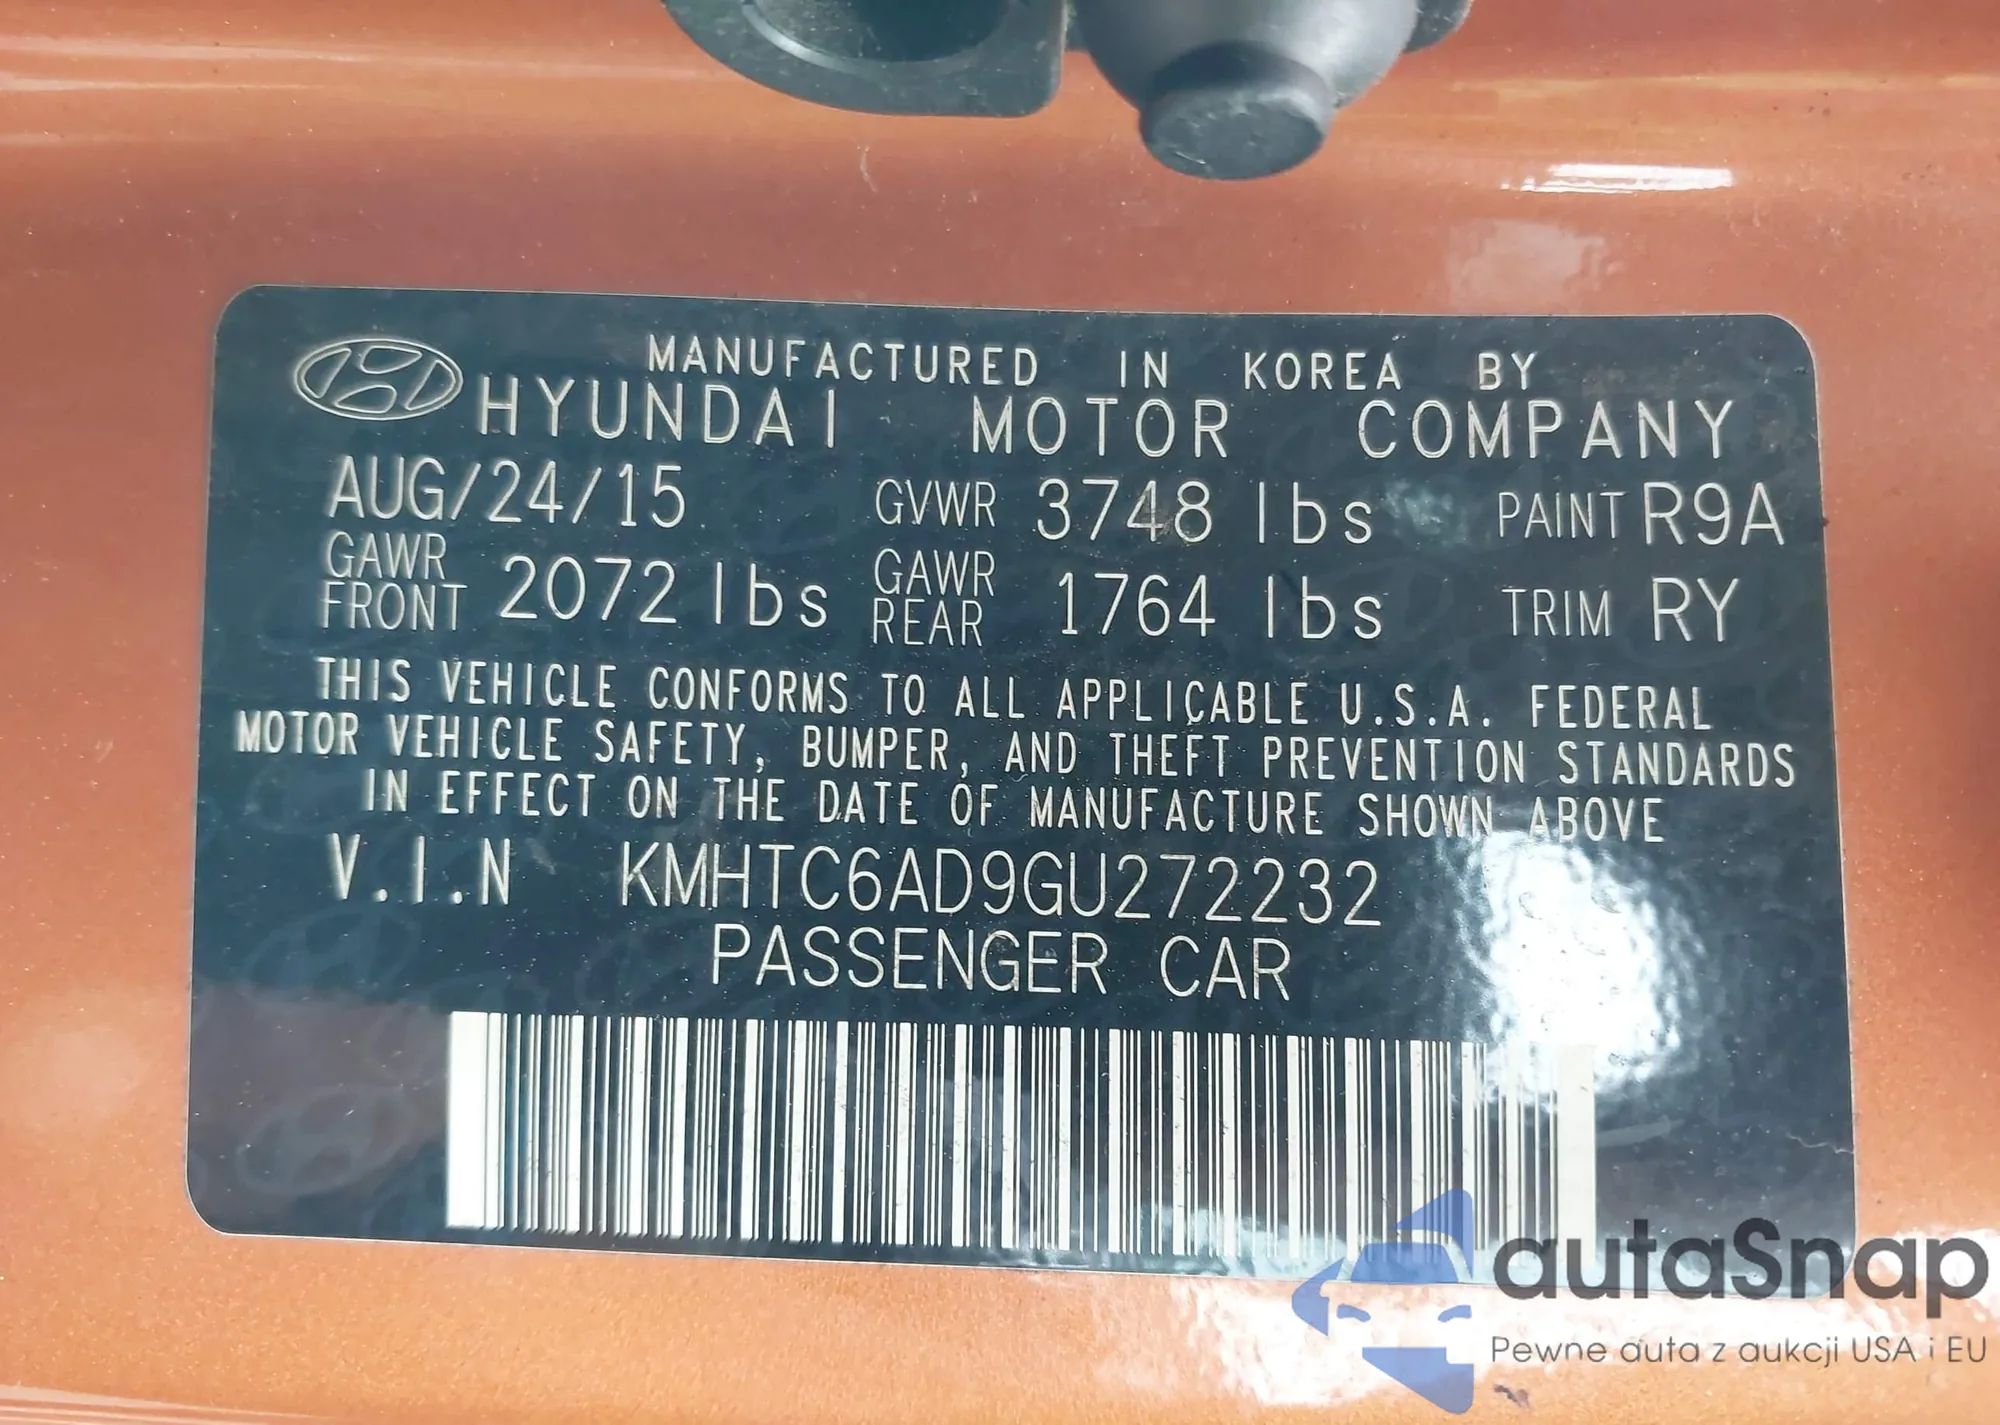 MANUFACTURED IN KOREA BY
HYUNDAI MOTOR COMPANY
AUG/24/15 GVWR 3748 lbs PAINT R9A
GAWR FRONT 2072 lbs GAWR REAR 1764 lbs TRIM RY
THIS VEHICLE CONFORMS TO ALL APPLICABLE U.S.A. FEDERAL
MOTOR VEHICLE SAFETY, BUMPER, AND THEFT PREVENTION STANDARDS
IN EFFECT ON THE DATE OF MANUFACTURE SHOWN ABOVE
V.I.N KMHTC6AD9GU272232
PASSENGER CAR
autaSnap
Pewne auta z aukcji USA i EU